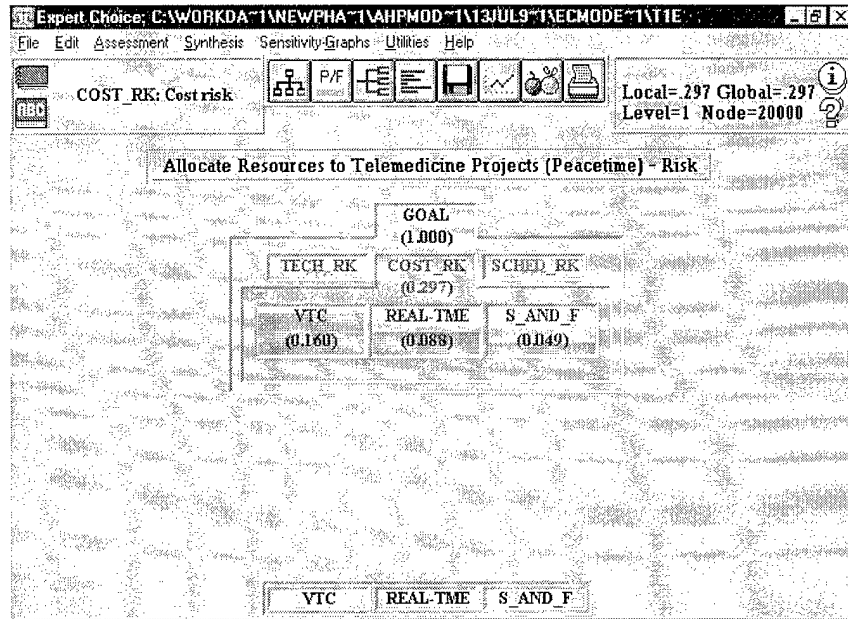 Expert Choice: C:\WORKDA~1\NEWPHA~1\AHPMOD~1\13JUL9~1\ECMODE~1\T1E
File Edit Assessment Synthesis Sensitivity-Graphs Utilities Help
P/F
ABC
COST_RK: Cost risk
Local=.297 Global=.297
Level=1 Node=20000
Allocate Resources to Telemedicine Projects (Peacetime) - Risk
GOAL
(1.000)
TECH_RK COST_RK SCHED_RK
(0.297)
VTC REAL-TME S_AND_F
(0.160) (0.088) (0.049)
VTC REAL-TME S_AND_F